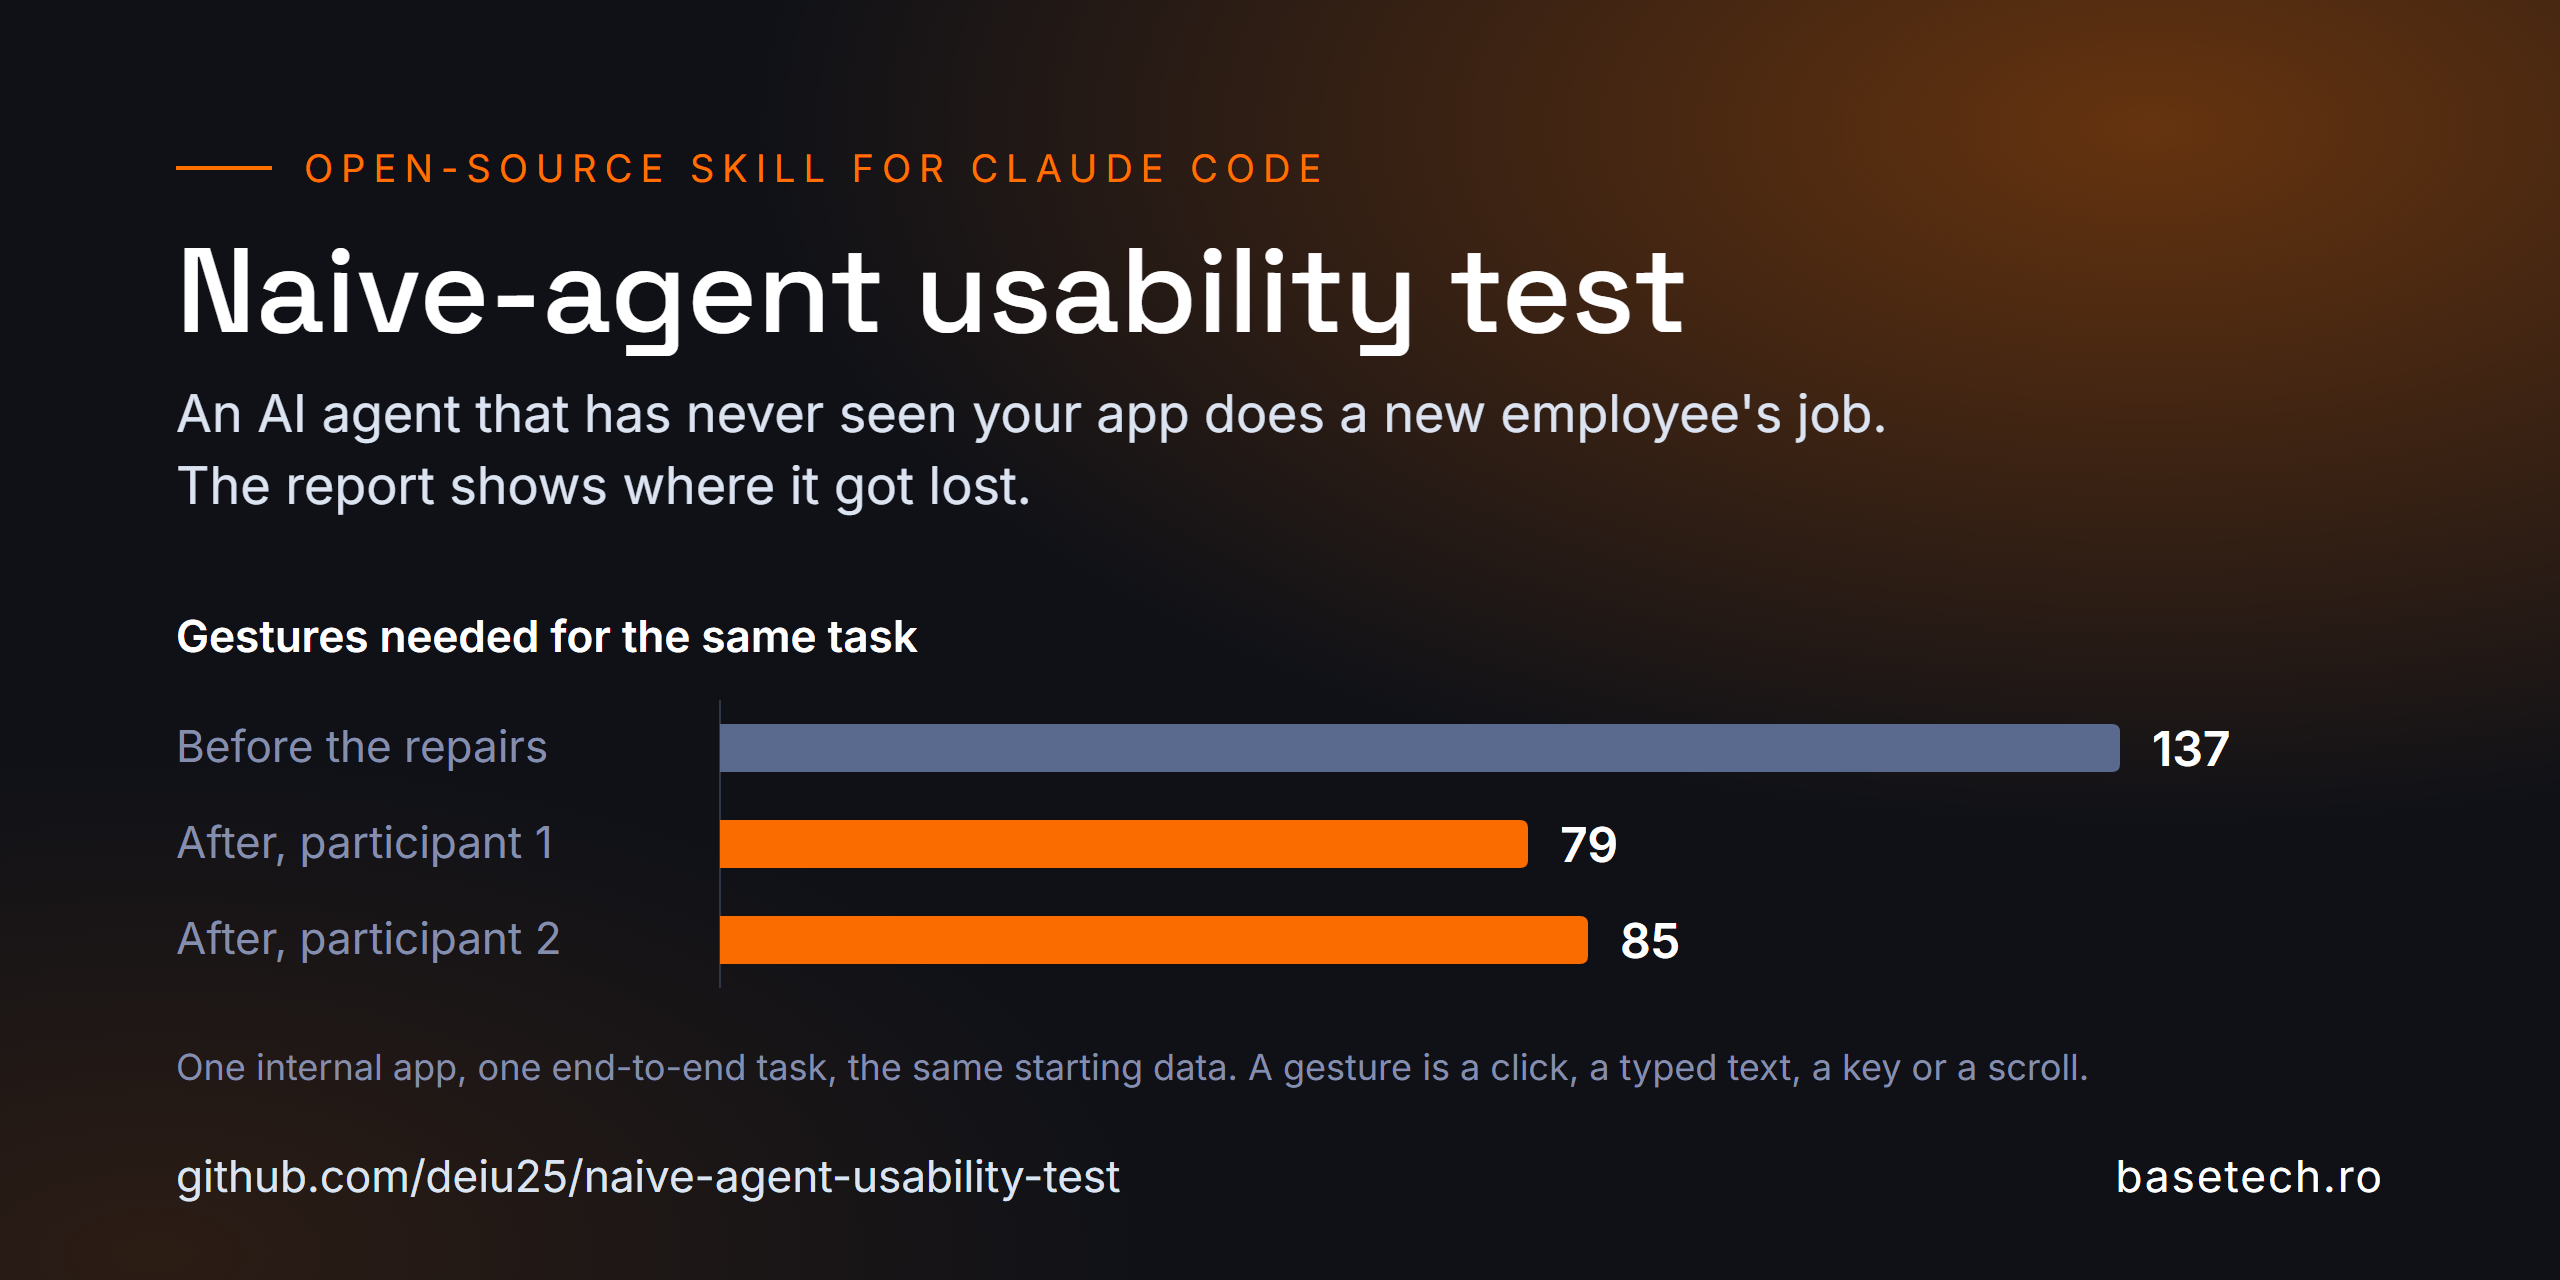 OPEN-SOURCE SKILL FOR CLAUDE CODE
Naive-agent usability test
An AI agent that has never seen your app does a new employee's job.
The report shows where it got lost.
Gestures needed for the same task
Before the repairs 137
After, participant 1 79
After, participant 2 85
One internal app, one end-to-end task, the same starting data. A gesture is a click, a typed text, a key or a scroll.
github.com/deiu25/naive-agent-usability-test basetech.ro